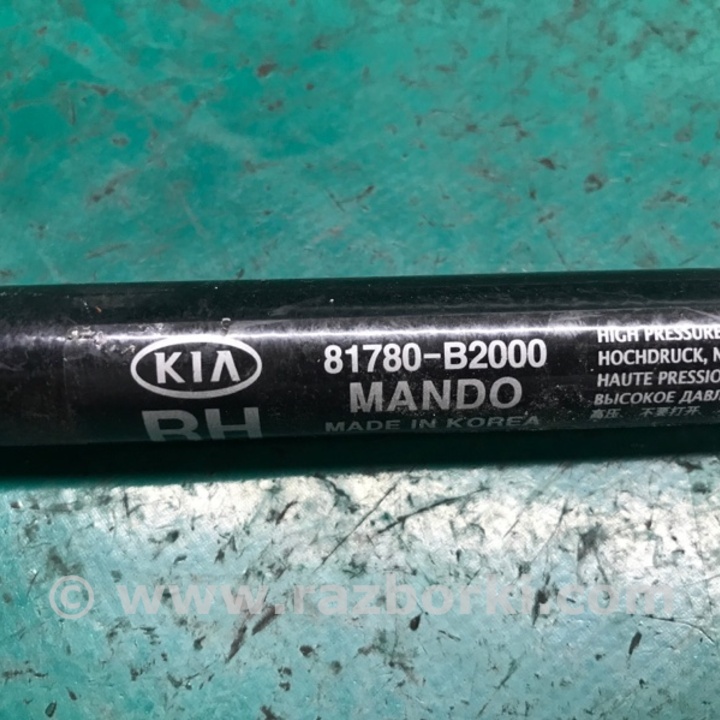 KIA
RH
81780-B2000
MANDO
MADE IN KOREA
HIGH PRESSURE
HOCHDRUCK, N
HAUTE PRESSIO
ВЫСОКОЕ ДАВЛ
高压, 不要打开
© www.razborki.com